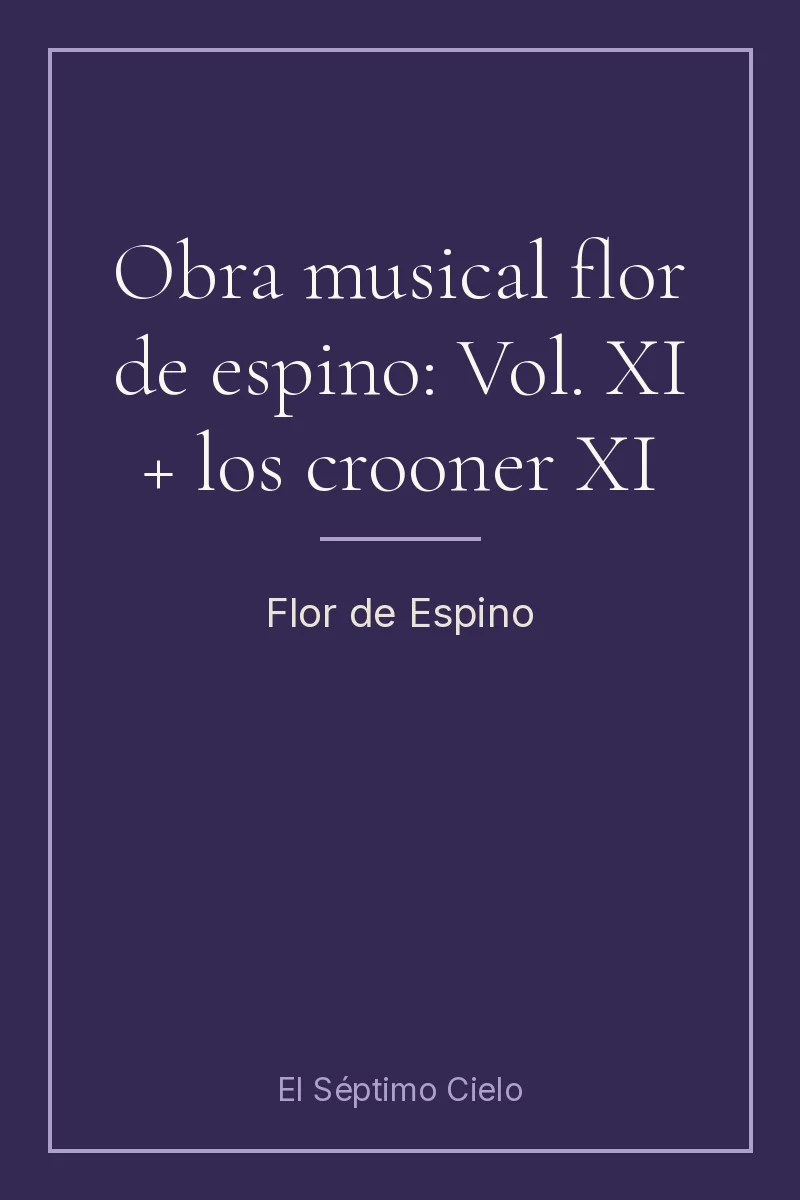 Obra musical flor
de espino: Vol. XI
+ los crooner XI
Flor de Espino
El Séptimo Cielo